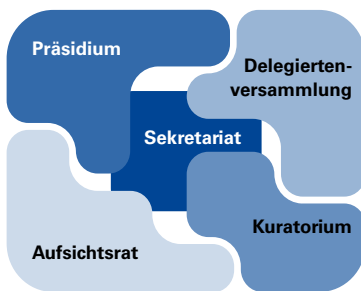 Präsidium
Delegierten-
versammlung
Sekretariat
Kuratorium
Aufsichtsrat